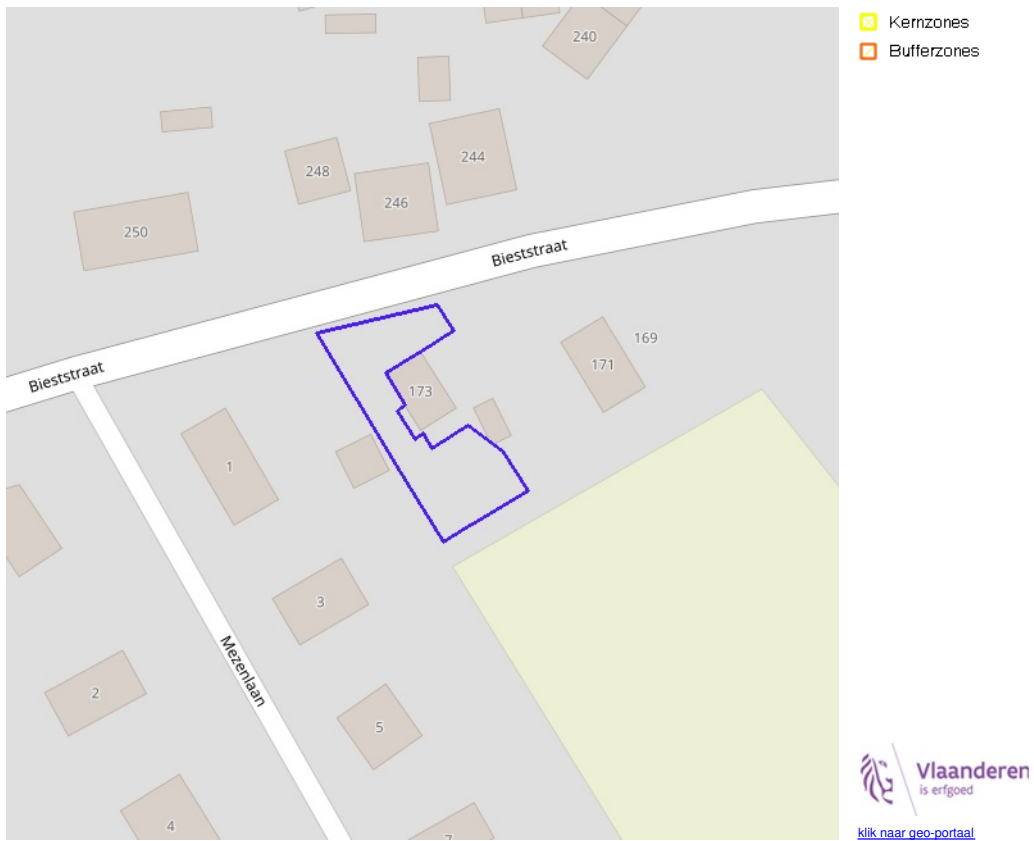 Kernzones
Bufferzones
240
244
248
246
250
Bieststraat
169
171
Bieststraat
173
1
3
Mezenlaan
2
5
4
7
Vlaanderen
is erfgoed
klik naar geo-portaal